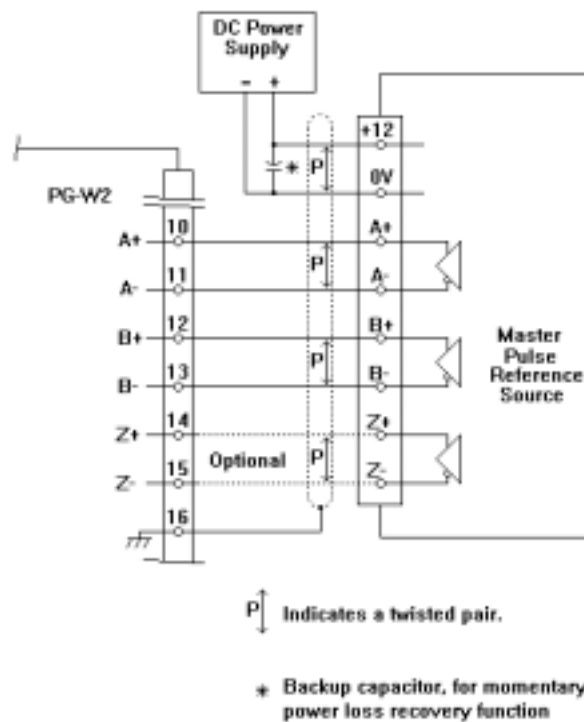 DC Power
Supply
- +
+12
* P
0V
PG-W2
10
A+ A+
P
11
A- A-
12
B+ B+
P
13
B- B-
Master
Pulse
Reference
Source
14
Z+ Z+
Optional P
15
Z- Z-
16
P Indicates a twisted pair.
* Backup capacitor, for momentary
power loss recovery function